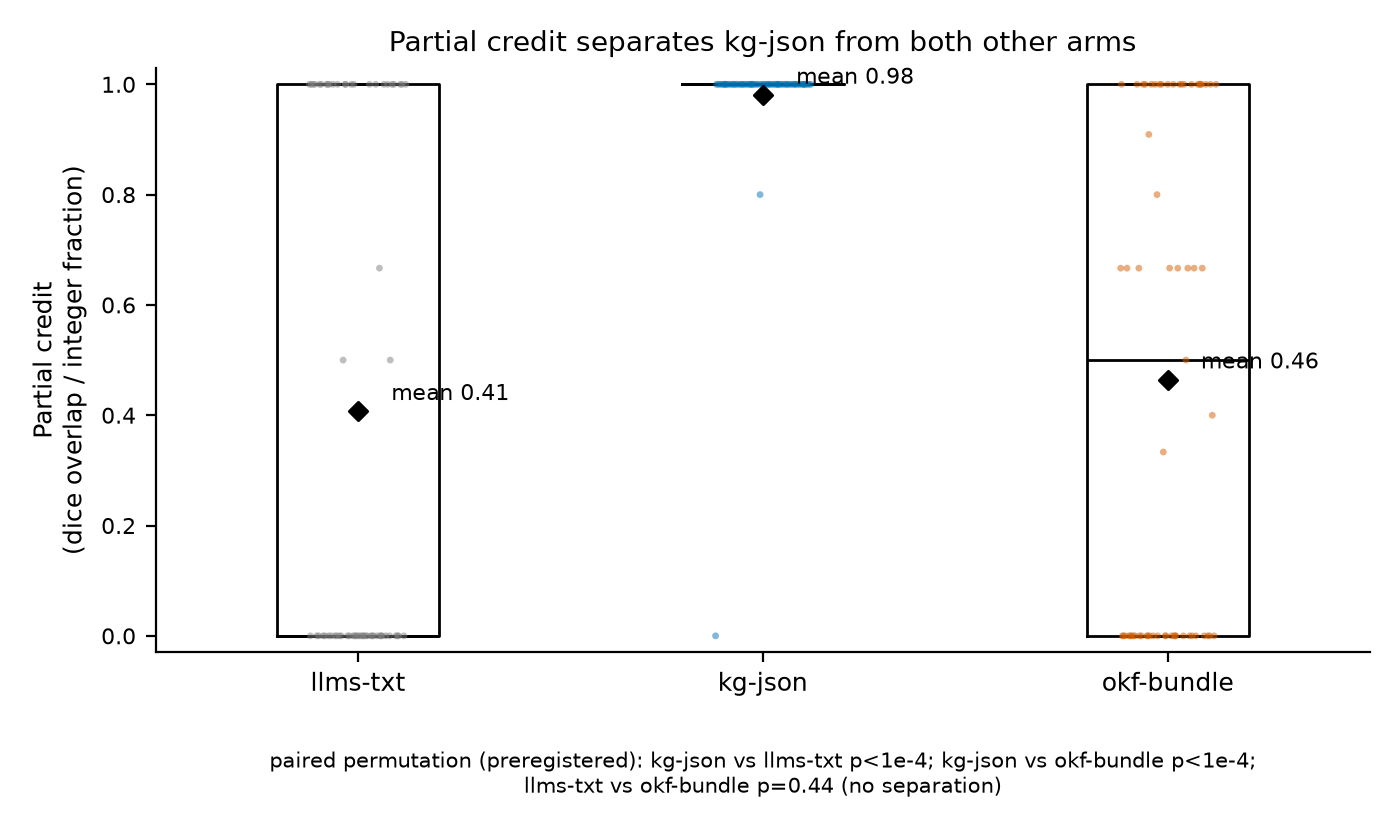 Partial credit separates kg-json from both other arms
Partial credit
(dice overlap / integer fraction)
1.0
0.8
0.6
0.4
0.2
0.0
mean 0.41
mean 0.98
mean 0.46
llms-txt
kg-json
okf-bundle
paired permutation (preregistered): kg-json vs llms-txt p<1e-4; kg-json vs okf-bundle p<1e-4;
llms-txt vs okf-bundle p=0.44 (no separation)